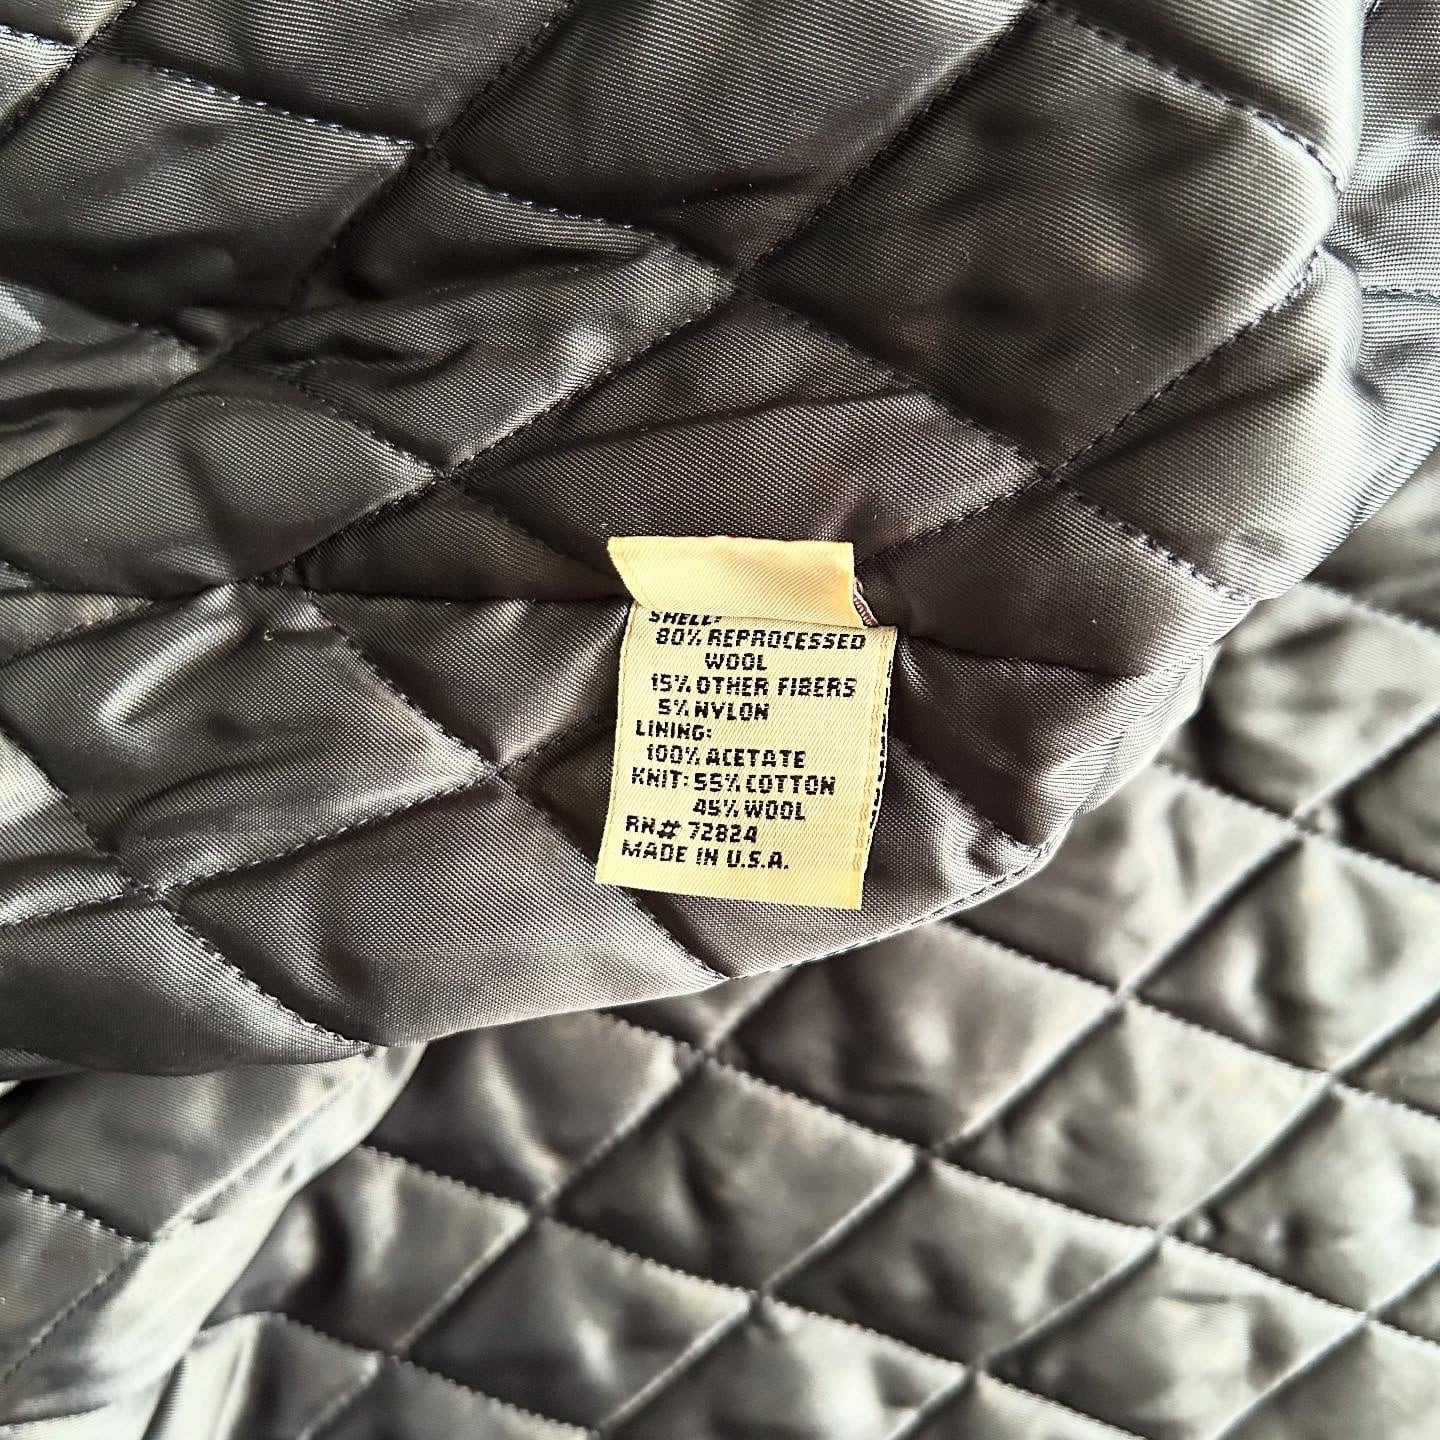 SHELL:
80% REPROCESSED
WOOL
15% OTHER FIBERS
5% NYLON
LINING:
100% ACETATE
KNIT: 55% COTTON
45% WOOL
RN# 72824
MADE IN U.S.A.